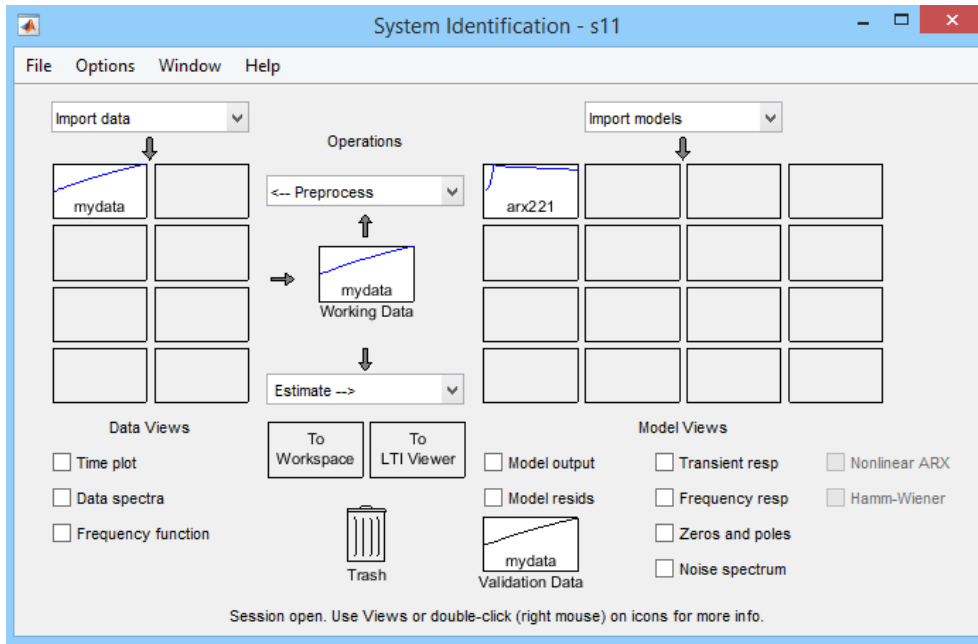 System Identification - s11
File Options Window Help
Import data
Import models
Operations
mydata
<-- Preprocess
arx221
mydata
Working Data
Estimate -->
Data Views
Model Views
To
Workspace
To
LTI Viewer
Time plot
Model output
Transient resp
Nonlinear ARX
Data spectra
Model resids
Frequency resp
Hamm-Wiener
Frequency function
Zeros and poles
mydata
Trash
Validation Data
Noise spectrum
Session open. Use Views or double-click (right mouse) on icons for more info.